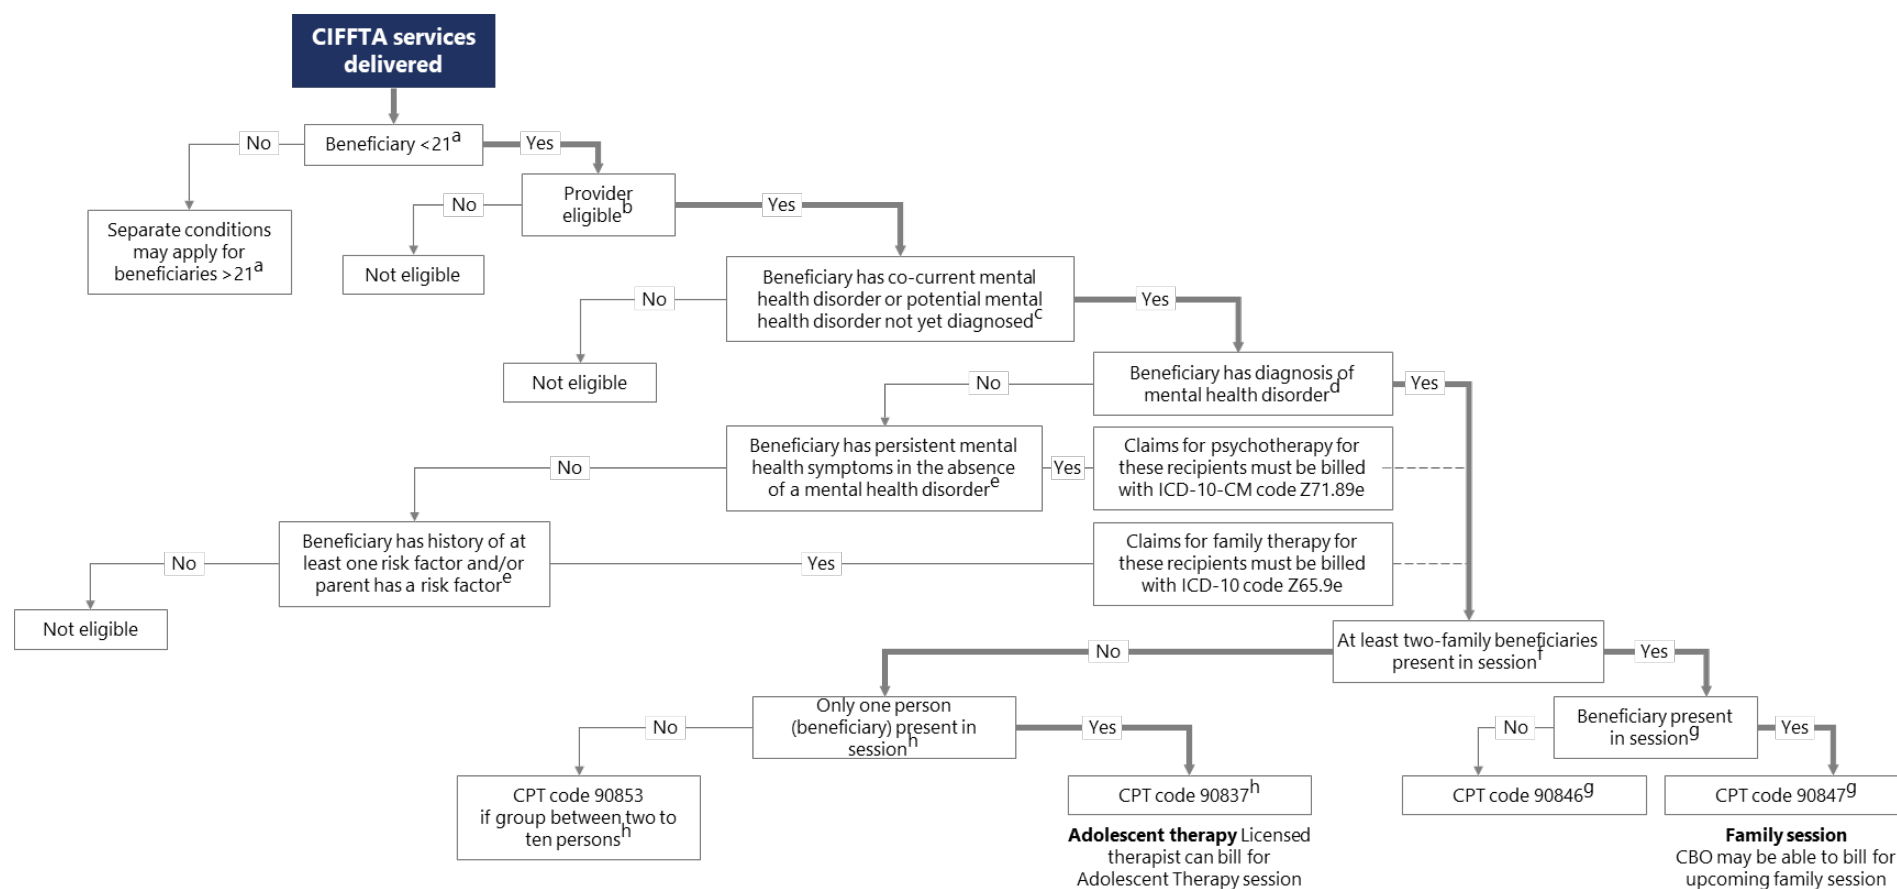 CIFFTA services
delivered
No
Beneficiary <21a
Yes
Separate conditions
may apply for
beneficiaries >21a
No
Provider
eligibleb
Yes
Not eligible
No
Beneficiary has co-current mental
health disorder or potential mental
health disorder not yet diagnosedc
Yes
Not eligible
No
Beneficiary has diagnosis of
mental health disorderd
Yes
No
Beneficiary has persistent mental
health symptoms in the absence
of a mental health disordere
Yes
Claims for psychotherapy for
these recipients must be billed
with ICD-10-CM code Z71.89e
No
Beneficiary has history of at
least one risk factor and/or
parent has a risk factore
Yes
Claims for family therapy for
these recipients must be billed
with ICD-10 code Z65.9e
Not eligible
No
At least two-family beneficiaries
present in sessionf
Yes
No
Only one person
(beneficiary) present in
sessionh
Yes
No
Beneficiary present
in sessiong
Yes
CPT code 90853
if group between two to
ten personsh
CPT code 90837h
Adolescent therapy Licensed
therapist can bill for
Adolescent Therapy session
CPT code 90846g
CPT code 90847g
Family session
CBO may be able to bill for
upcoming family session